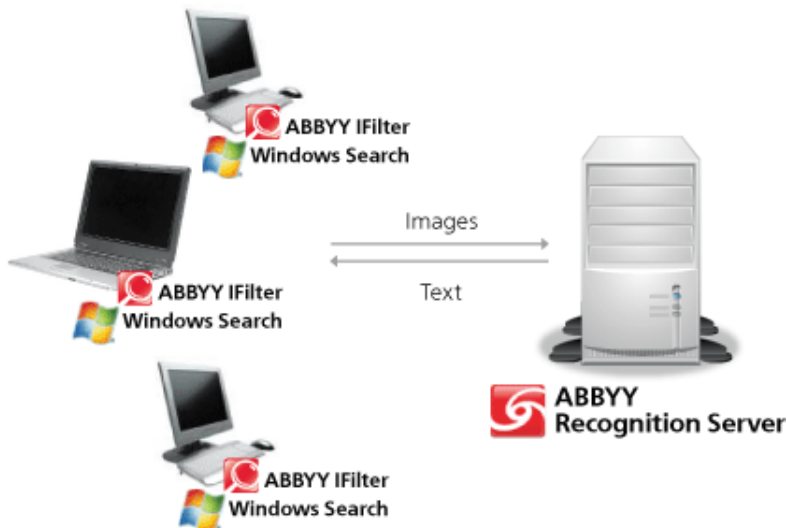 ABBYY IFilter
Windows Search
Images
ABBYY IFilter
Windows Search
Text
ABBYY
Recognition Server
ABBYY IFilter
Windows Search